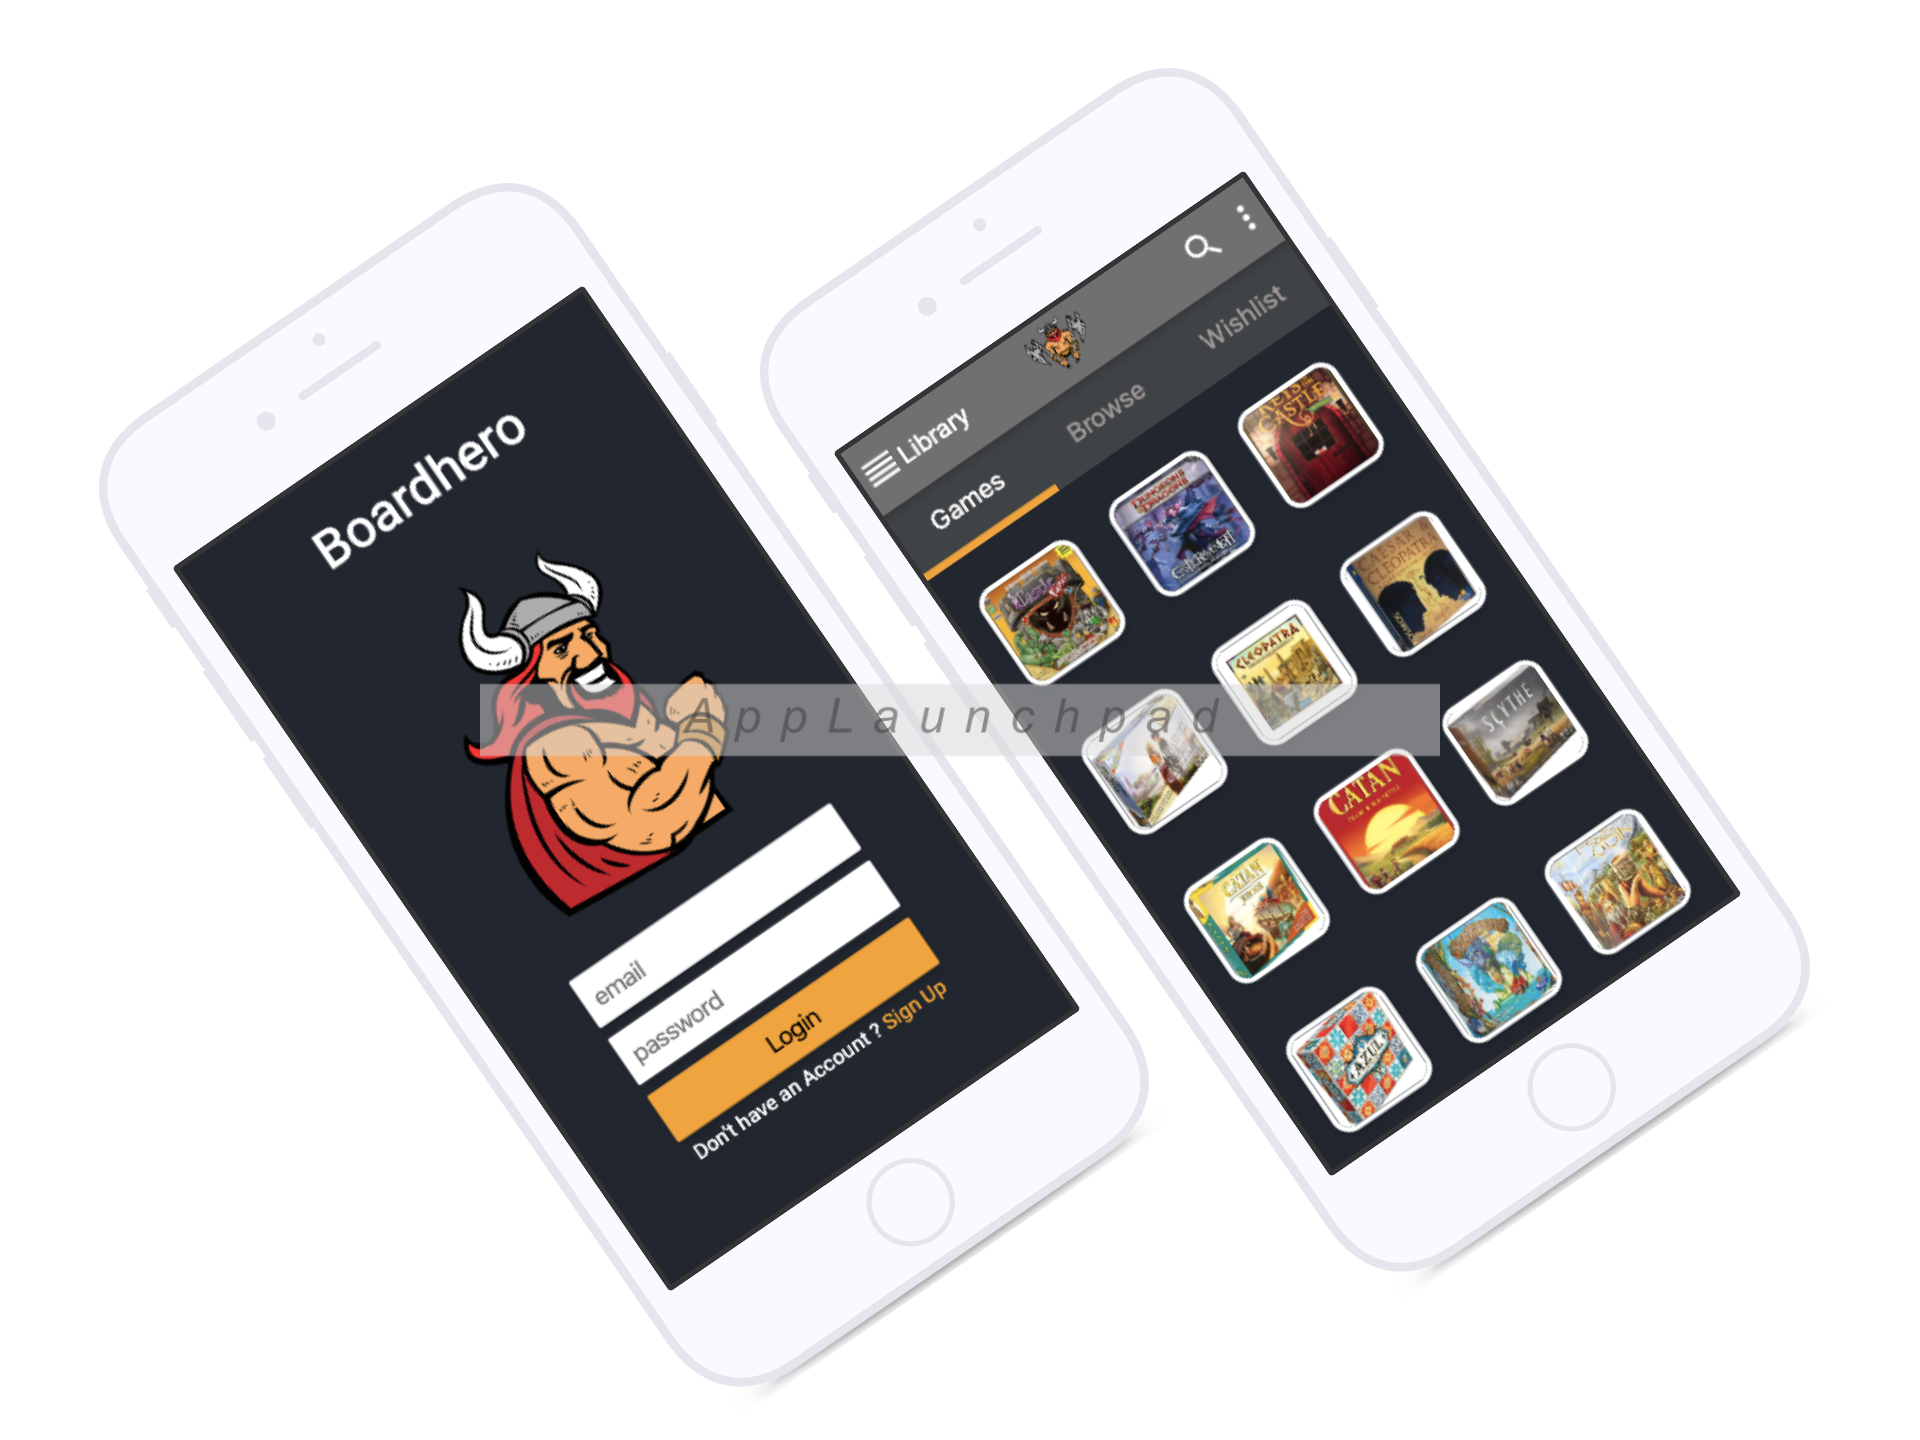 Boardhero
email
password
Login
Don't have an Account ? Sign Up
Library
Games
Browse
Wishlist
DUNGEONS & DRAGONS
KEYS
CASTLE
CLEOPATRA
CAESAR &
CLEOPATRA
CATAN
CATAN
SCYTHE
AZUL
AppLaunchpad